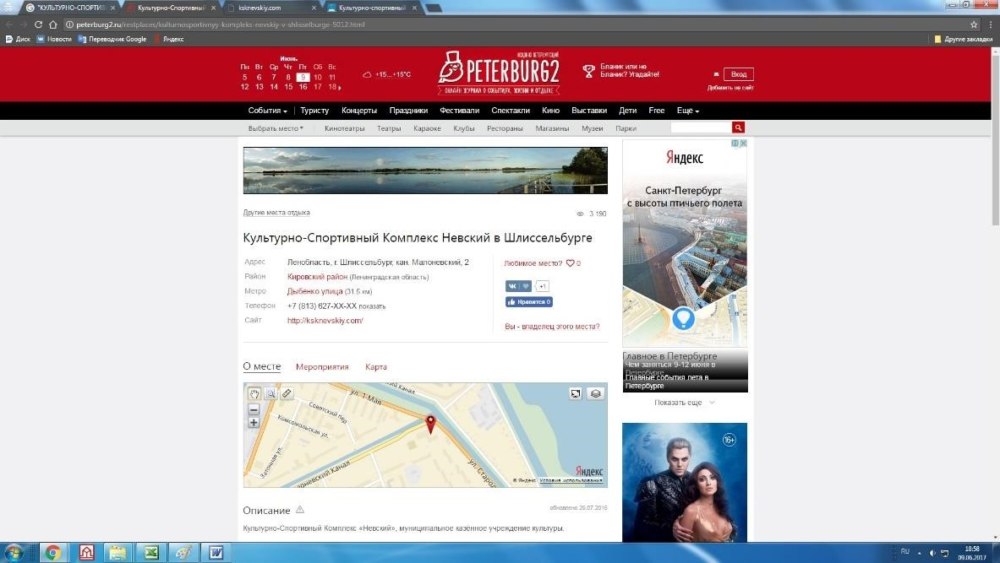 "КУЛЬТУРНО-СПОРТИВ
Культурно-Спортивный
ksknevskiy.com
Культурно-спортивный
peterburg2.ru/restplaces/kulturnosportivnyy-kompleks-nevskiy-v-shlisselburge-5012.html
Диск Новости Переводчик Google Яндекс Другие закладки
Июнь
Пн Вт Ср Чт Пт Сб Вс
5 6 7 8 9 10 11
12 13 14 15 16 17 18
+15...+15°C
PETERBURG2
ОНЛАЙН ЖУРНАЛ О СОБЫТИЯХ, ЖИЗНИ И ОТДЫХЕ
Бланик или не
Бланик? Угадайте!
Вход
Добавить на сайт
События Туристу Концерты Праздники Фестивали Спектакли Кино Выставки Дети Free Ещё
Выбрать место Кинотеатры Театры Караоке Клубы Рестораны Магазины Музеи Парки
Другие места отдыха
3 190
Культурно-Спортивный Комплекс Невский в Шлиссельбурге
Адрес Ленобласть, г. Шлиссельбург, кан. Малоневский, 2
Район Кировский район (Ленинградская область)
Метро Дыбенко улица (31.5 км)
Телефон +7 (813) 627-XX-XX показать
Сайт http://ksknevskiy.com/
Любимое место? 0
+1
Нравится 0
Вы - владелец этого места?
О месте Мероприятия Карта
ул. 1 Мая
Канал
Советский пер.
Комсомольская ул.
Затонная ул.
Малоневский Канал
ул. Старол
Яндекс
© Яндекс Условия использования
Описание
обновлено 26.07.2016
Культурно-Спортивный Комплекс «Невский», муниципальное казённое учреждение культуры.
Яндекс
Санкт-Петербург
с высоты птичьего полета
Главное в Петербурге
Чем заняться 9-12 июня в
Петербурге
Главные события лета в
Петербурге
Показать еще
16+
RU
18:58
09.06.2017